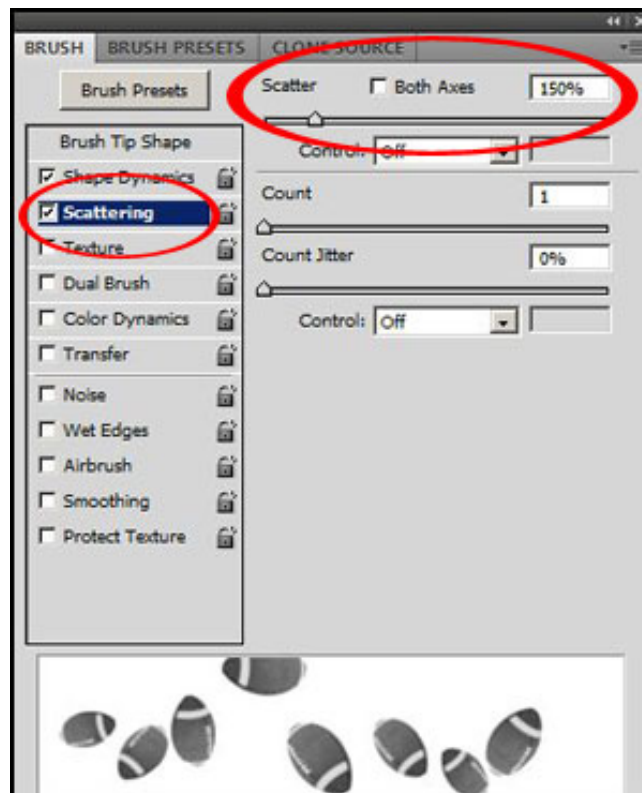 BRUSH BRUSH PRESETS CLONE SOURCE
Brush Presets
Scatter Both Axes 150%
Control: Off
Brush Tip Shape
Shape Dynamics
Scattering
Texture
Dual Brush
Color Dynamics
Transfer
Noise
Wet Edges
Airbrush
Smoothing
Protect Texture
Count 1
Count Jitter 0%
Control: Off